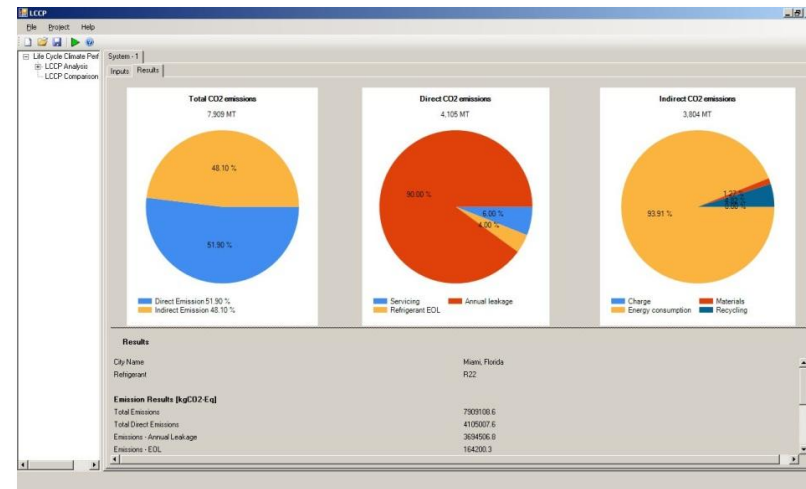 LCCP
File Project Help
Life Cycle Climate Perf
LCCP Analysis
LCCP Comparison
System - 1
Inputs Results
Total CO2 emissions
7,909 MT
48.10 %
51.90 %
Direct Emission 51.90 %
Indirect Emission 48.10 %
Direct CO2 emissions
4,105 MT
90.00 %
6.00 %
4.00 %
Servicing
Annual leakage
Refrigerant EOL
Indirect CO2 emissions
3,804 MT
93.91 %
1.27 %
Charge
Materials
Energy consumption
Recycling
Results
City Name Miami, Florida
Refrigerant R22
Emission Results [kgCO2-Eq]
Total Emissions 7909108.6
Total Direct Emissions 4105007.6
Emissions - Annual Leakage 3694506.8
Emissions - EOL 164200.3